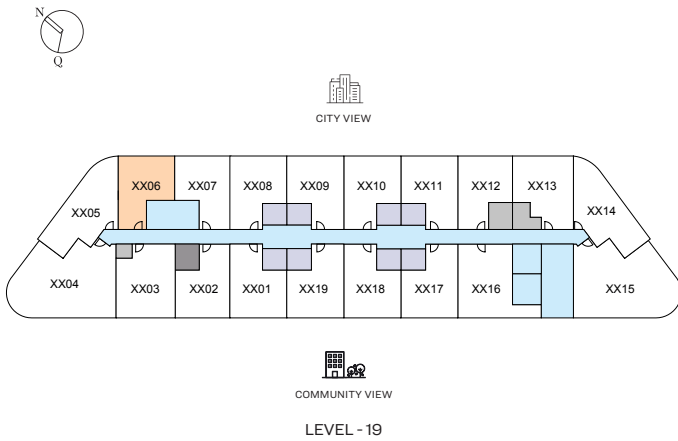 N
Q
CITY VIEW
XX06 XX07 XX08 XX09 XX10 XX11 XX12 XX13
XX05 XX14
XX04 XX03 XX02 XX01 XX19 XX18 XX17 XX16 XX15
COMMUNITY VIEW
LEVEL - 19